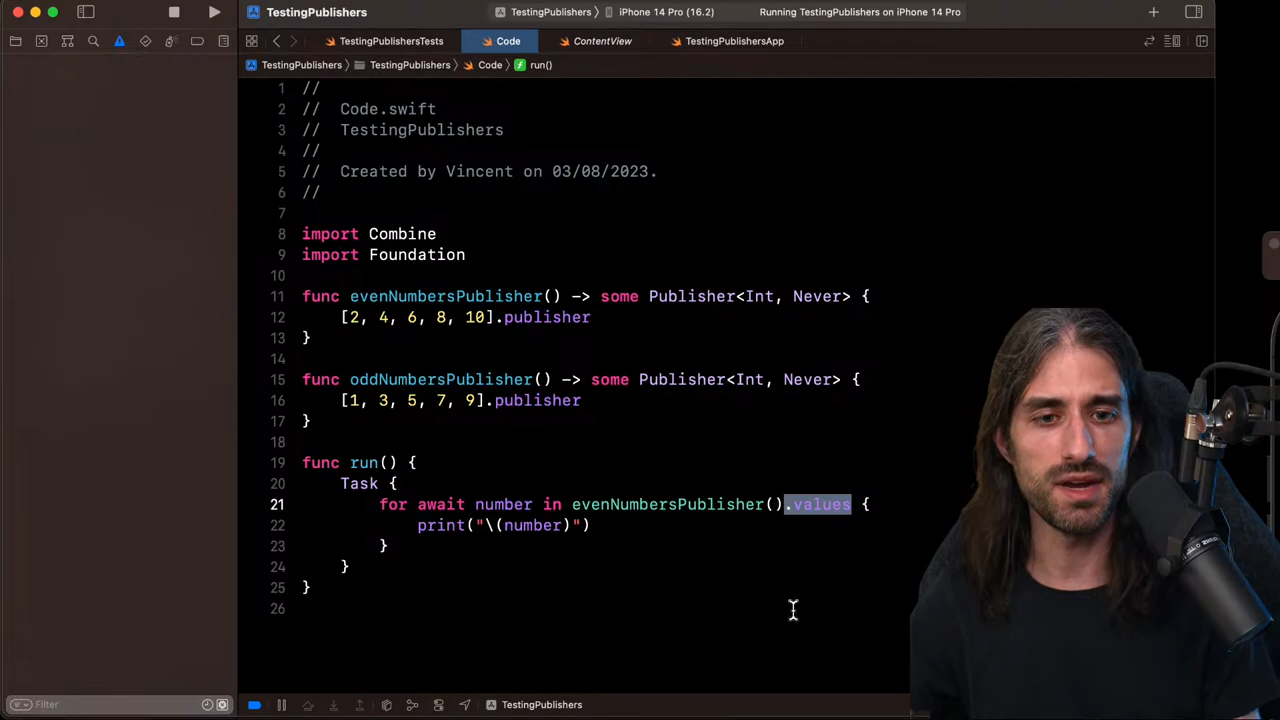 TestingPublishers
TestingPublishers 〉 iPhone 14 Pro (16.2)
Running TestingPublishers on iPhone 14 Pro
TestingPublishersTests
Code
ContentView
TestingPublishersApp
TestingPublishers 〉 TestingPublishers 〉 Code 〉 f run()
1 //
2 //  Code.swift
3 //  TestingPublishers
4 //
5 //  Created by Vincent on 03/08/2023.
6 //
7
8 import Combine
9 import Foundation
10
11 func evenNumbersPublisher() -> some Publisher<Int, Never> {
12     [2, 4, 6, 8, 10].publisher
13 }
14
15 func oddNumbersPublisher() -> some Publisher<Int, Never> {
16     [1, 3, 5, 7, 9].publisher
17 }
18
19 func run() {
20     Task {
21         for await number in evenNumbersPublisher().values {
22             print("\(number)")
23         }
24     }
25 }
26
Filter
TestingPublishers